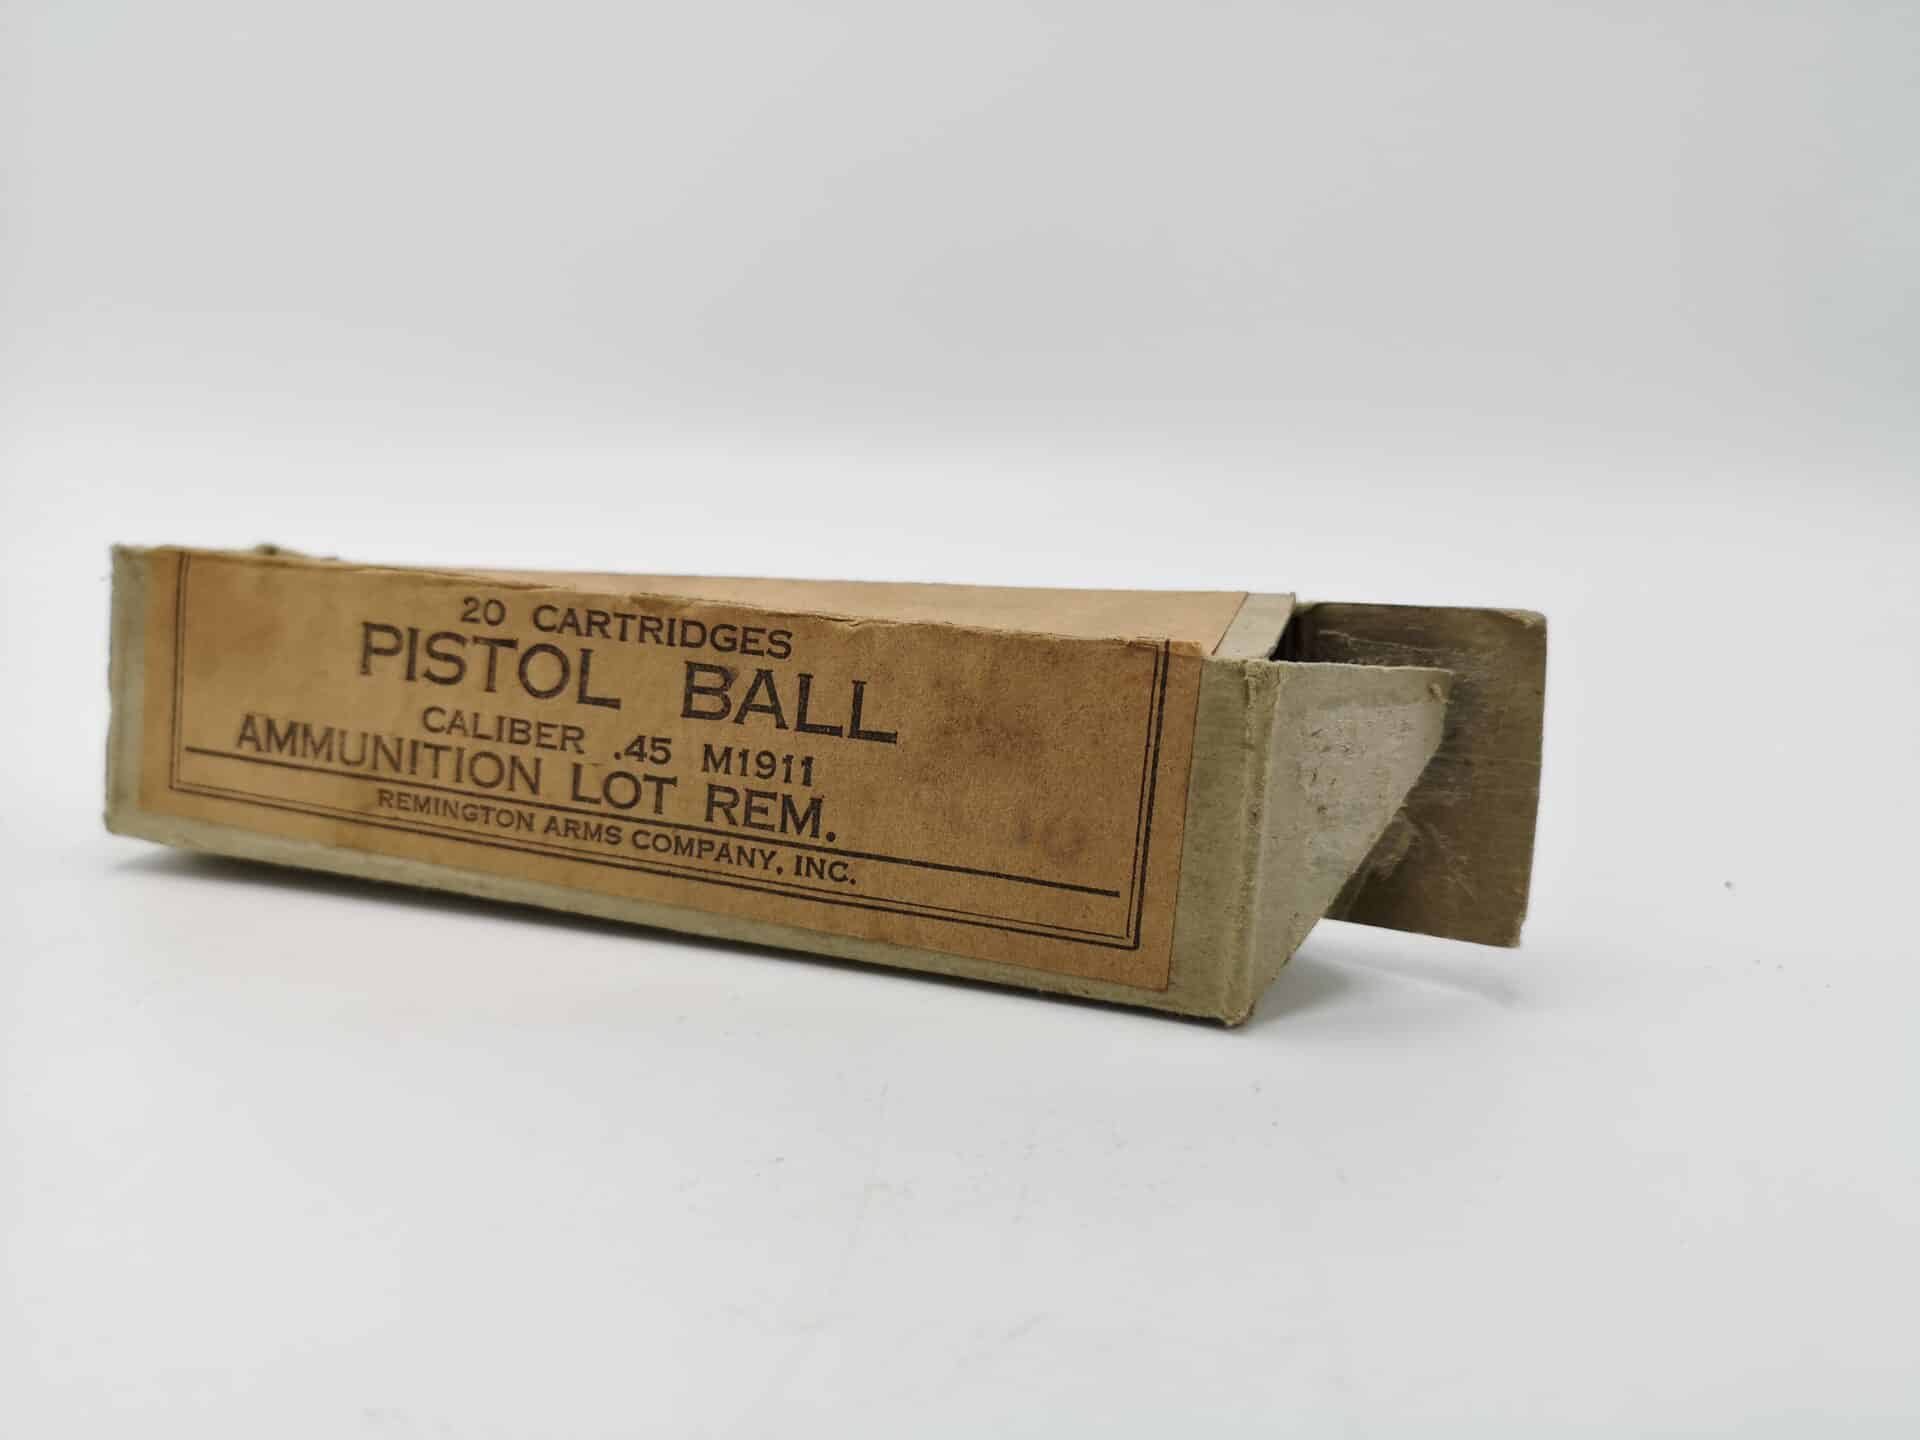 20 CARTRIDGES
PISTOL BALL
CALIBER .45 M1911
AMMUNITION LOT REM.
REMINGTON ARMS COMPANY, INC.